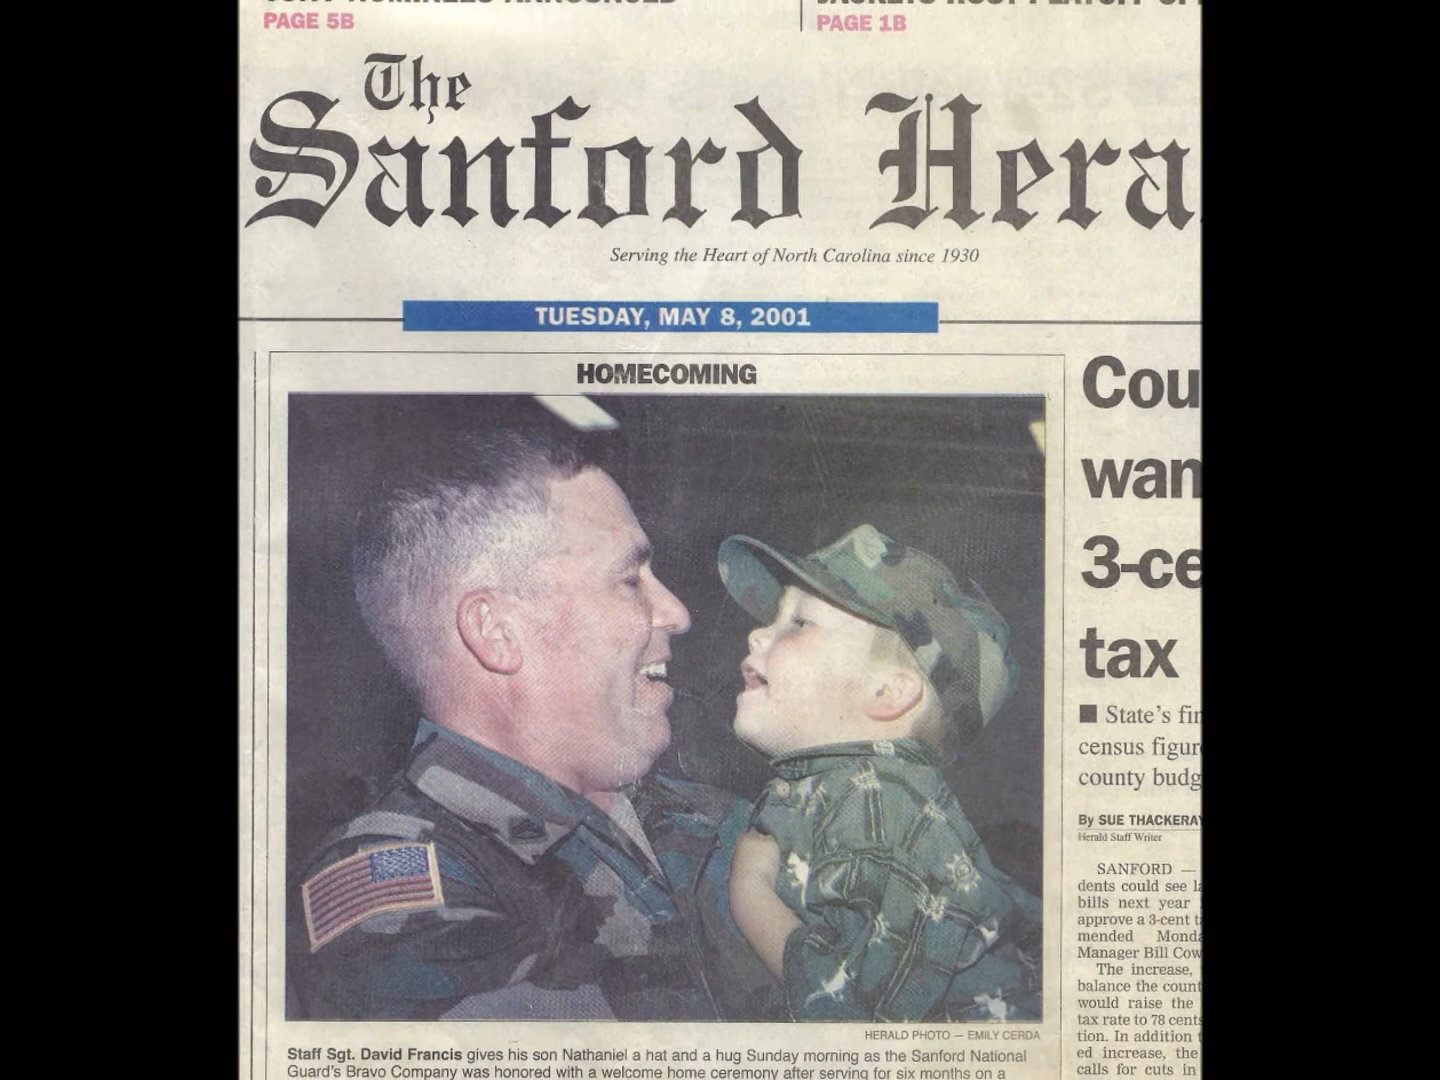 PAGE 5B
PAGE 1B
The
Sanford Hera
Serving the Heart of North Carolina since 1930
TUESDAY, MAY 8, 2001
HOMECOMING
HERALD PHOTO — EMILY CERDA
Staff Sgt. David Francis gives his son Nathaniel a hat and a hug Sunday morning as the Sanford National
Guard's Bravo Company was honored with a welcome home ceremony after serving for six months on a
Cou
wan
3-ce
tax
■ State's fir
census figur
county budg
By SUE THACKERAY
Herald Staff Writer
SANFORD —
dents could see la
bills next year
approve a 3-cent t
mended Monda
Manager Bill Cow
The increase,
balance the count
would raise the
tax rate to 78 cents
tion. In addition t
ed increase, the
calls for cuts in